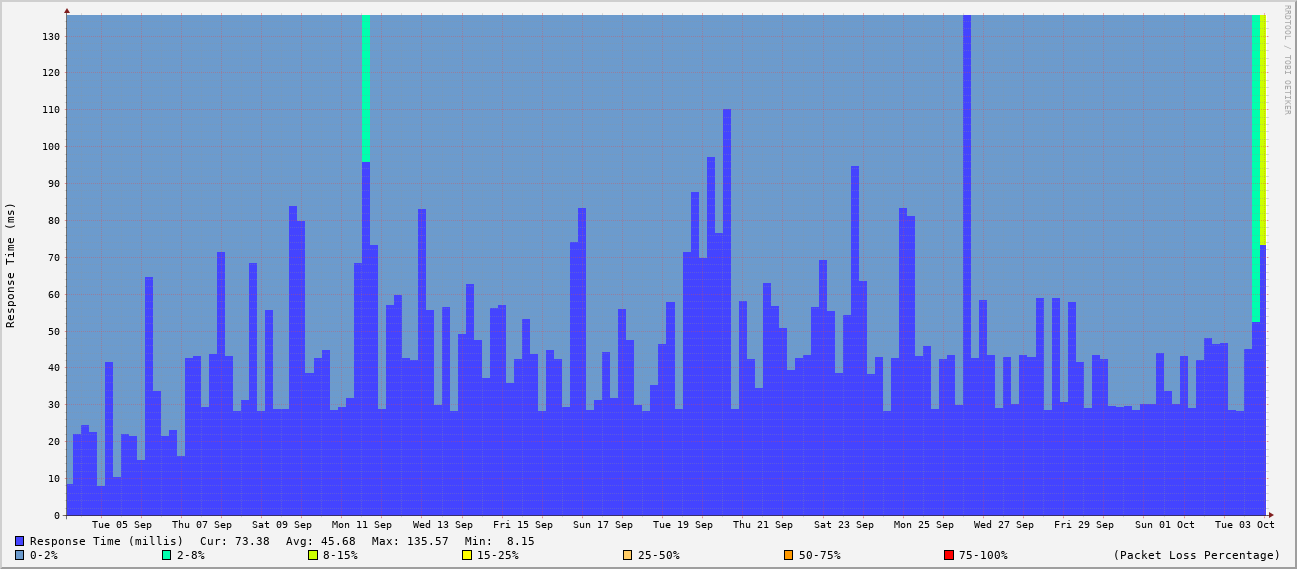 RRDTOOL / TOBI OETIKER
Response Time (ms)
130
120
110
100
90
80
70
60
50
40
30
20
10
0
Tue 05 Sep Thu 07 Sep Sat 09 Sep Mon 11 Sep Wed 13 Sep Fri 15 Sep Sun 17 Sep Tue 19 Sep Thu 21 Sep Sat 23 Sep Mon 25 Sep Wed 27 Sep Fri 29 Sep Sun 01 Oct Tue 03 Oct
Response Time (millis) Cur: 73.38 Avg: 45.68 Max: 135.57 Min: 8.15
0-2% 2-8% 8-15% 15-25% 25-50% 50-75% 75-100% (Packet Loss Percentage)